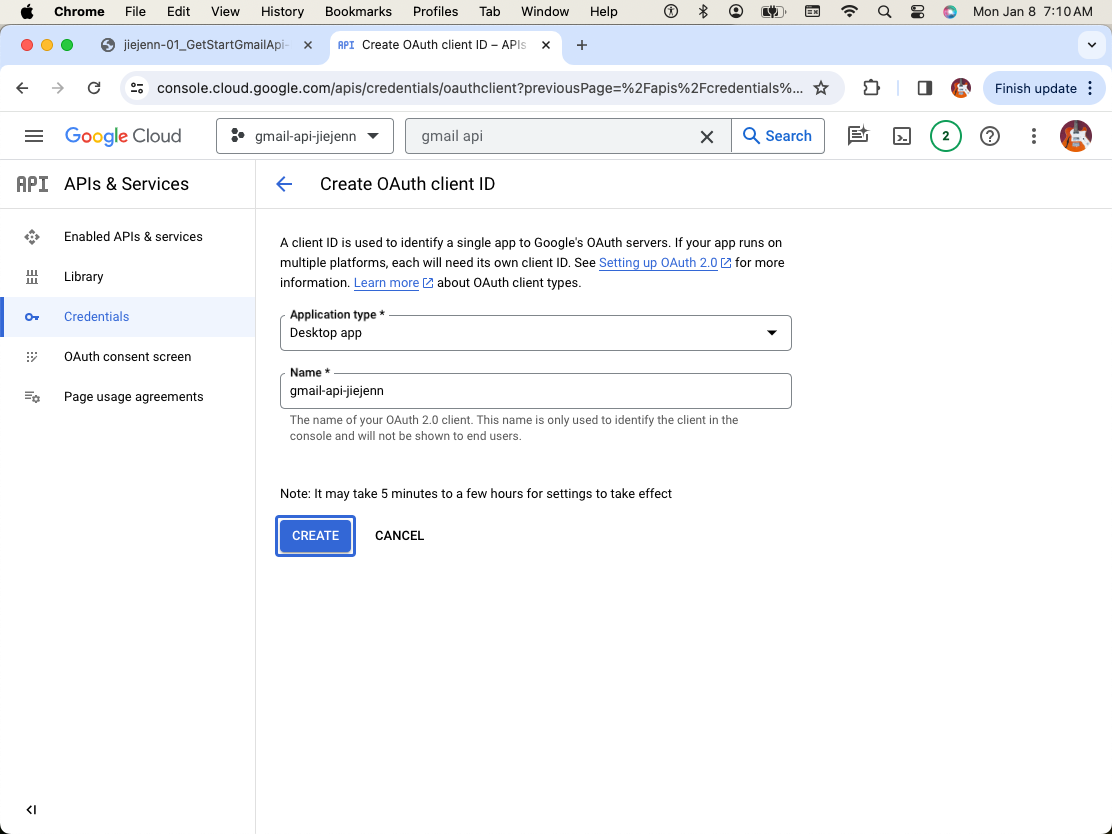 Chrome File Edit View History Bookmarks Profiles Tab Window Help Mon Jan 8 7:10 AM
jiejenn-01_GetStartGmailApi- API Create OAuth client ID – APIs
console.cloud.google.com/apis/credentials/oauthclient?previousPage=%2Fapis%2Fcredentials%... Finish update
Google Cloud gmail-api-jiejenn gmail api Search 2
API APIs & Services
Create OAuth client ID
Enabled APIs & services
Library
Credentials
OAuth consent screen
Page usage agreements
A client ID is used to identify a single app to Google's OAuth servers. If your app runs on
multiple platforms, each will need its own client ID. See Setting up OAuth 2.0 for more
information. Learn more about OAuth client types.
Application type *
Desktop app
Name *
gmail-api-jiejenn
The name of your OAuth 2.0 client. This name is only used to identify the client in the
console and will not be shown to end users.
Note: It may take 5 minutes to a few hours for settings to take effect
CREATE CANCEL